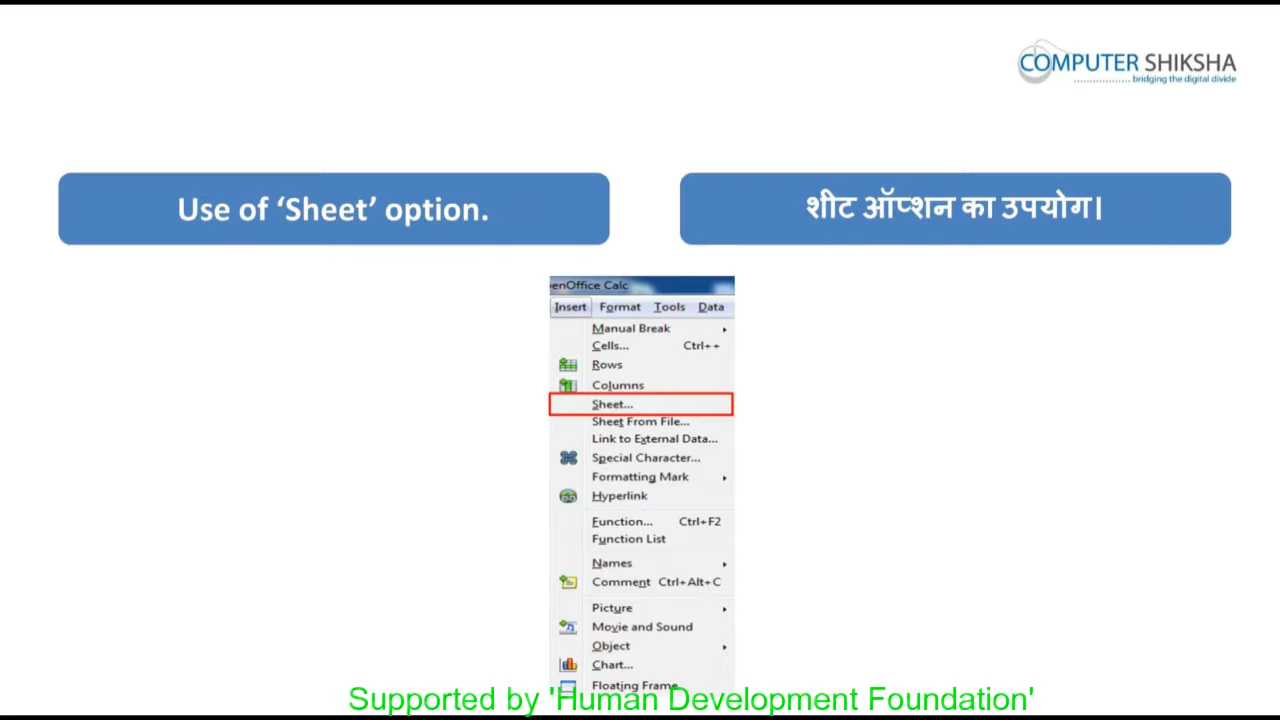 COMPUTER SHIKSHA
bridging the digital divide
Use of ‘Sheet’ option.
शीट ऑप्शन का उपयोग।
enOffice Calc
Insert Format Tools Data
Manual Break
Cells... Ctrl++
Rows
Columns
Sheet...
Sheet From File...
Link to External Data...
Special Character...
Formatting Mark
Hyperlink
Function... Ctrl+F2
Function List
Names
Comment Ctrl+Alt+C
Picture
Movie and Sound
Object
Chart...
Floating Frame
Supported by 'Human Development Foundation'